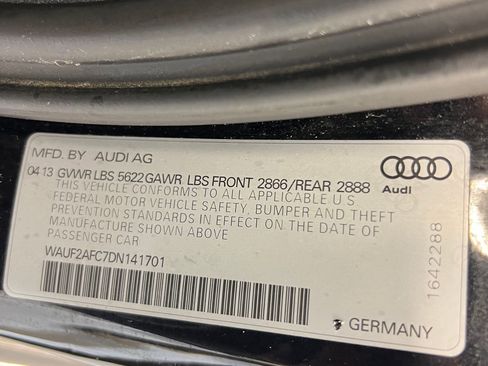 MFD. BY AUDI AG
04 13 GVWR LBS 5622 GAWR LBS FRONT 2866/REAR 2888
THIS VEHICLE CONFORMS TO ALL APPLICABLE U S
FEDERAL MOTOR VEHICLE SAFETY, BUMPER AND THEFT
PREVENTION STANDARDS IN EFFECT ON THE DATE OF
MANUFACTURE SHOWN ABOVE
PASSENGER CAR
WAUF2AFC7DN141701
Audi
1642288
GERMANY